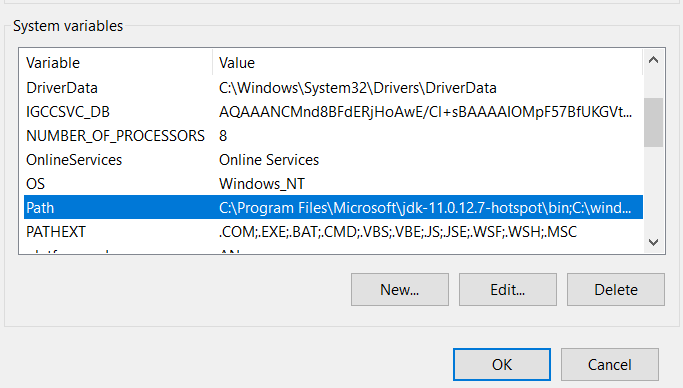 System variables
Variable Value
DriverData C:\Windows\System32\Drivers\DriverData
IGCCSVC_DB AQAAANCMnd8BFdERjHoAwE/Cl+sBAAAAIOMpF57BfUKGVt...
NUMBER_OF_PROCESSORS 8
OnlineServices Online Services
OS Windows_NT
Path C:\Program Files\Microsoft\jdk-11.0.12.7-hotspot\bin;C:\wind...
PATHEXT .COM;.EXE;.BAT;.CMD;.VBS;.VBE;.JS;.JSE;.WSF;.WSH;.MSC
New... Edit... Delete
OK Cancel